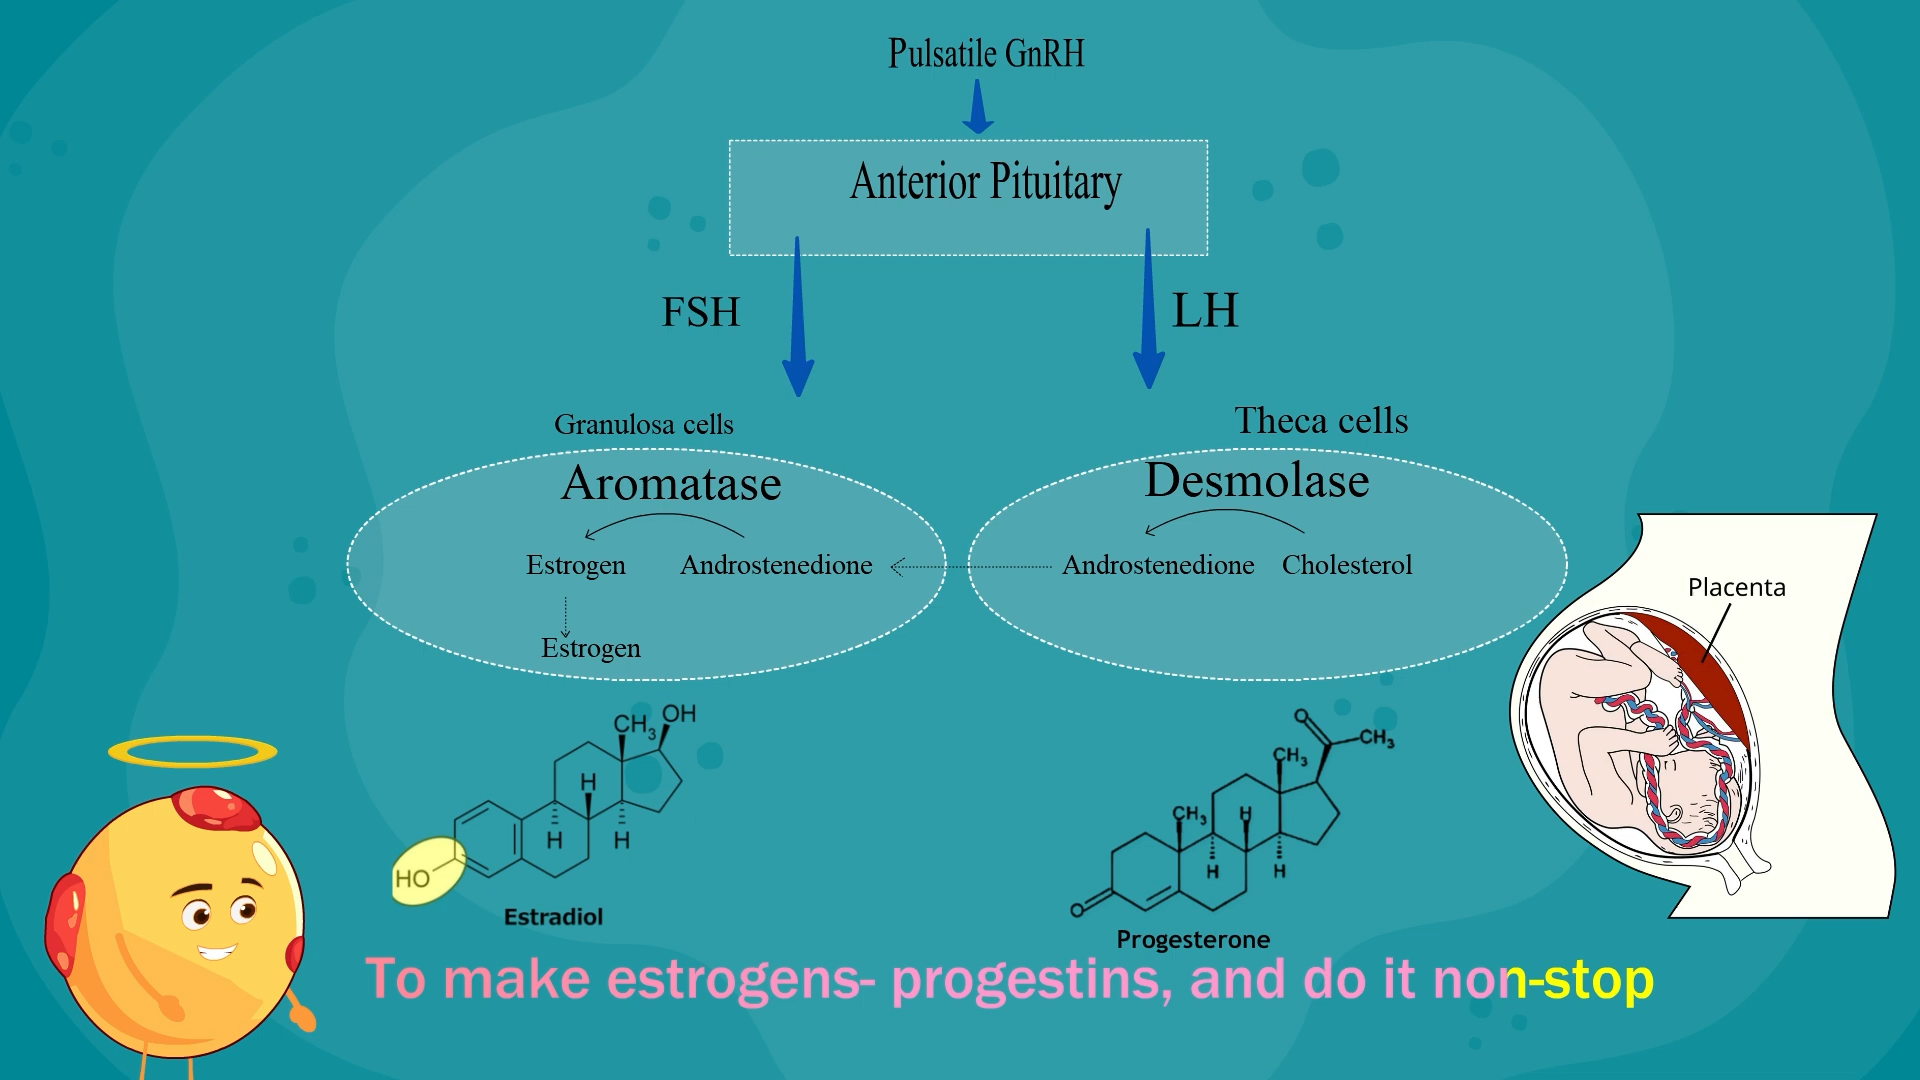 Pulsatile GnRH
Anterior Pituitary
FSH
LH
Granulosa cells
Theca cells
Aromatase
Desmolase
Estrogen
Androstenedione
Androstenedione
Cholesterol
Estrogen
Placenta
CH3
OH
H
H
H
HO
Estradiol
O
CH3
CH3
CH3
H
H
H
O
Progesterone
To make estrogens- progestins, and do it non-stop